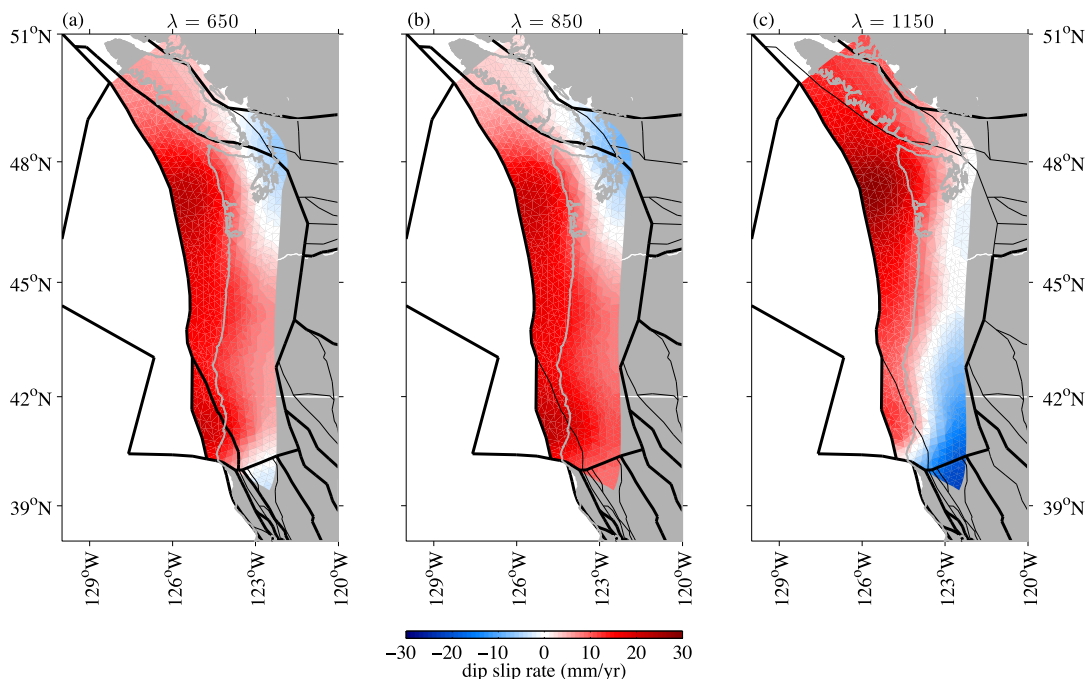 (a) λ = 650 (b) λ = 850 (c) λ = 1150
51°N 51°N
48°N 48°N
45°N 45°N
42°N 42°N
39°N 39°N
129°W 126°W 123°W 120°W 129°W 126°W 123°W 120°W 129°W 126°W 123°W 120°W
−30 −20 −10 0 10 20 30
dip slip rate (mm/yr)